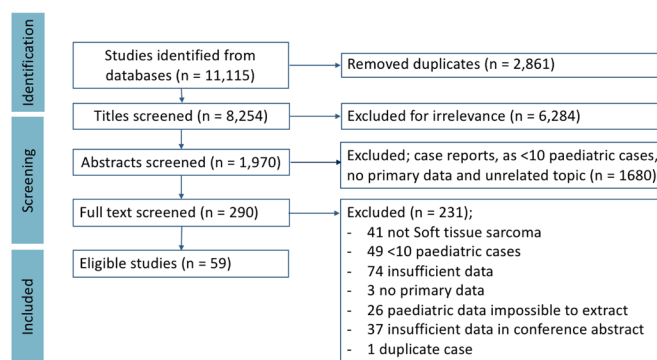 Identification
Studies identified from
databases (n = 11,115)
Removed duplicates (n = 2,861)
Titles screened (n = 8,254)
Excluded for irrelevance (n = 6,284)
Screening
Abstracts screened (n = 1,970)
Excluded; case reports, as <10 paediatric cases,
no primary data and unrelated topic (n = 1680)
Full text screened (n = 290)
Excluded (n = 231);
- 41 not Soft tissue sarcoma
- 49 <10 paediatric cases
- 74 insufficient data
- 3 no primary data
- 26 paediatric data impossible to extract
- 37 insufficient data in conference abstract
- 1 duplicate case
Included
Eligible studies (n = 59)